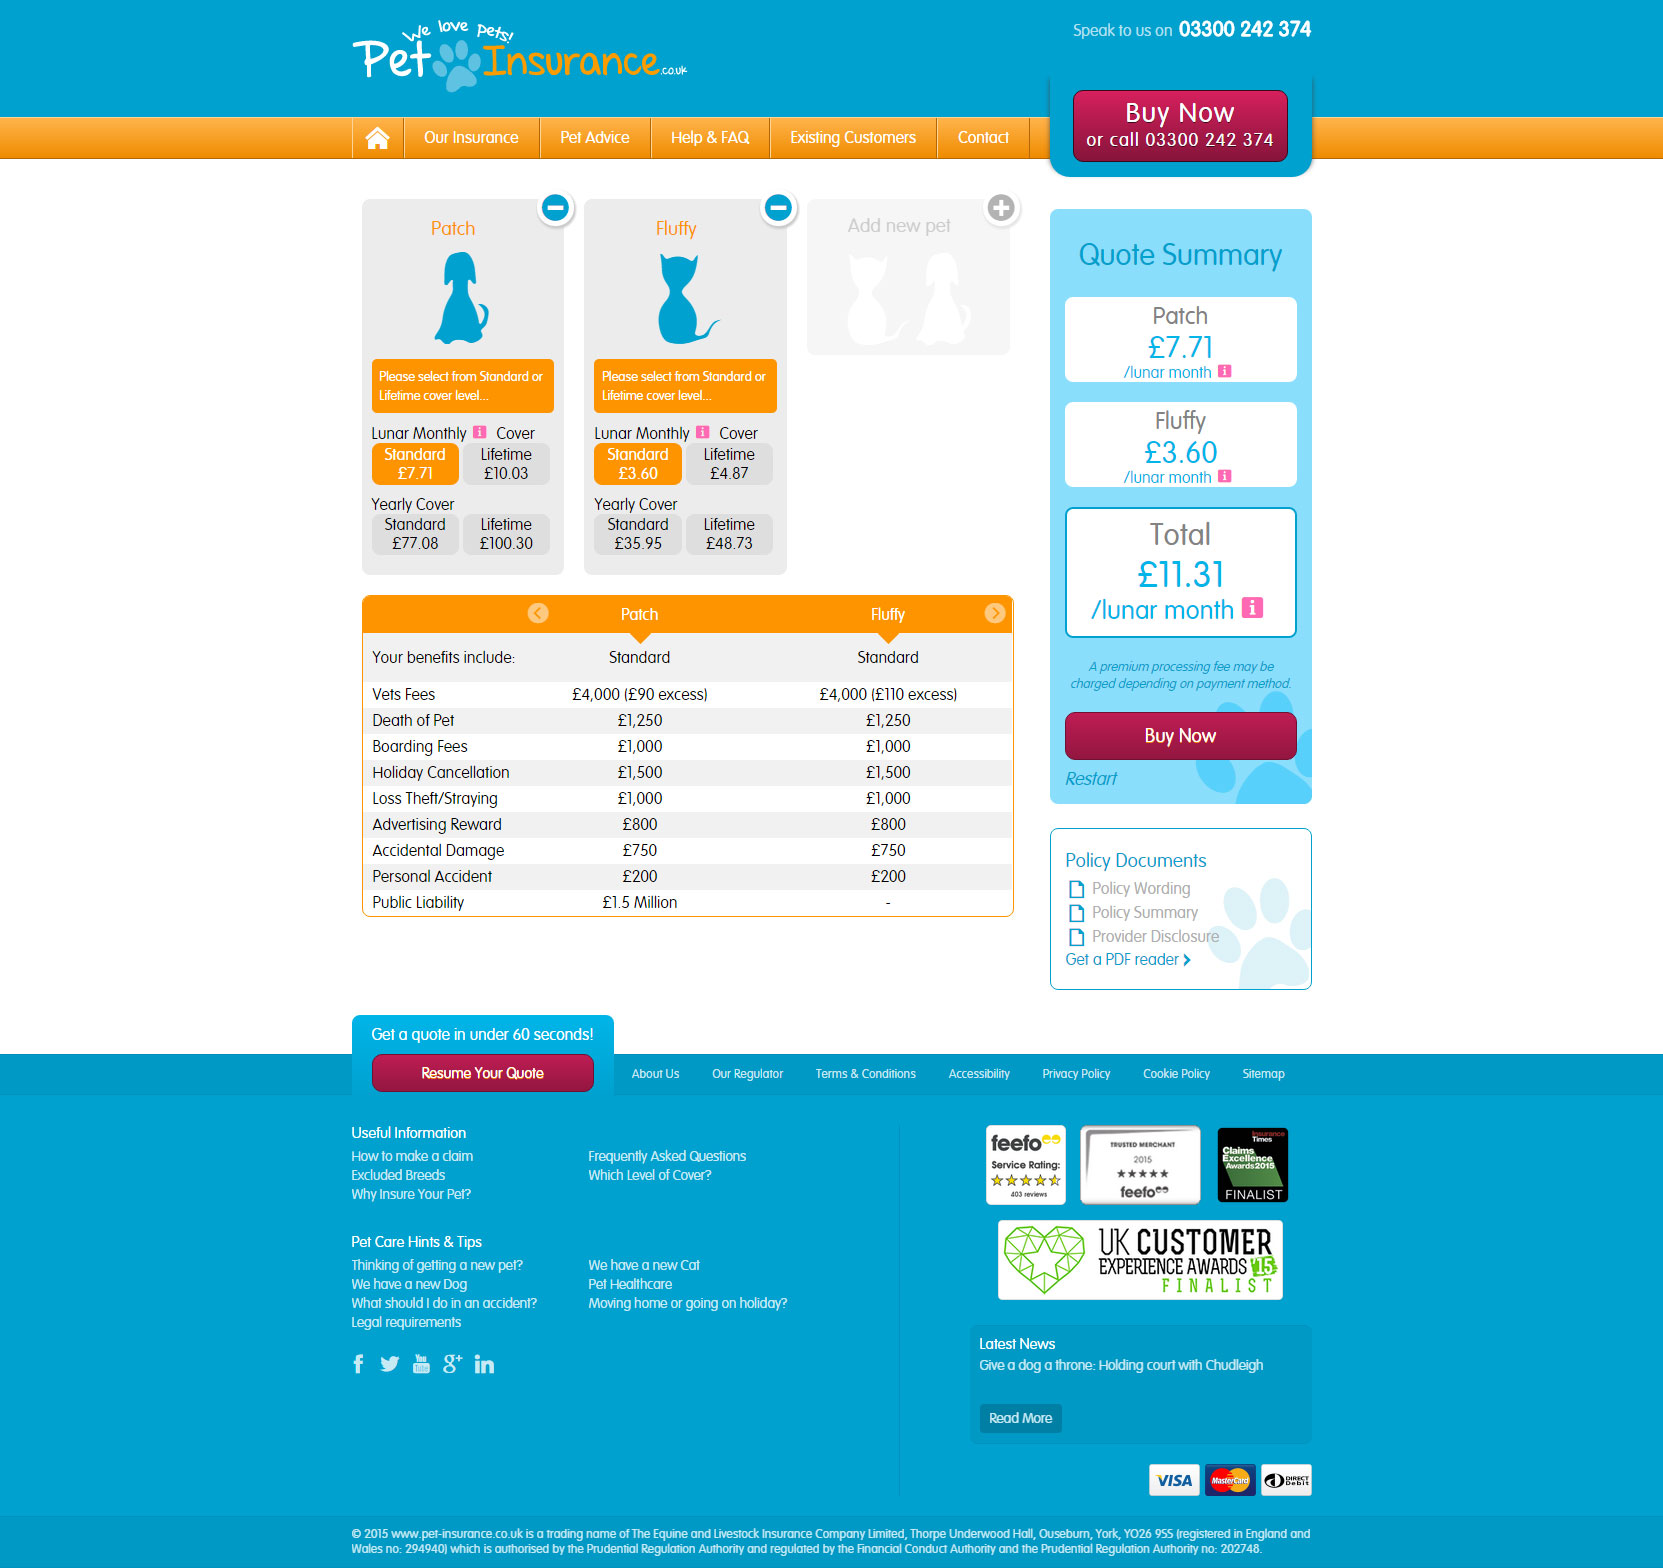 We love pets!
Pet Insurance.co.uk
Speak to us on 03300 242 374
Buy Now
or call 03300 242 374
Our Insurance
Pet Advice
Help & FAQ
Existing Customers
Contact
Patch
Please select from Standard or
Lifetime cover level...
Lunar Monthly i Cover
Standard Lifetime
£7.71 £10.03
Yearly Cover
Standard Lifetime
£77.08 £100.30
Fluffy
Please select from Standard or
Lifetime cover level...
Lunar Monthly i Cover
Standard Lifetime
£3.60 £4.87
Yearly Cover
Standard Lifetime
£35.95 £48.73
Add new pet
Patch Fluffy
Your benefits include: Standard Standard
Vets Fees £4,000 (£90 excess) £4,000 (£110 excess)
Death of Pet £1,250 £1,250
Boarding Fees £1,000 £1,000
Holiday Cancellation £1,500 £1,500
Loss Theft/Straying £1,000 £1,000
Advertising Reward £800 £800
Accidental Damage £750 £750
Personal Accident £200 £200
Public Liability £1.5 Million -
Quote Summary
Patch
£7.71
/lunar month i
Fluffy
£3.60
/lunar month i
Total
£11.31
/lunar month i
A premium processing fee may be
charged depending on payment method.
Buy Now
Restart
Policy Documents
Policy Wording
Policy Summary
Provider Disclosure
Get a PDF reader
Get a quote in under 60 seconds!
Resume Your Quote
About Us
Our Regulator
Terms & Conditions
Accessibility
Privacy Policy
Cookie Policy
Sitemap
Useful Information
How to make a claim
Excluded Breeds
Why Insure Your Pet?
Frequently Asked Questions
Which Level of Cover?
Pet Care Hints & Tips
Thinking of getting a new pet?
We have a new Dog
What should I do in an accident?
Legal requirements
We have a new Cat
Pet Healthcare
Moving home or going on holiday?
f
You Tube
g+
in
feefo
Service Rating:
403 reviews
TRUSTED MERCHANT
2015
feefo
Insurance
Times
Claims
Excellence
Awards2015
FINALIST
UK CUSTOMER
EXPERIENCE AWARDS '15
FINALIST
Latest News
Give a dog a throne: Holding court with Chudleigh
Read More
VISA
MasterCard
DIRECT
Debit
© 2015 www.pet-insurance.co.uk is a trading name of The Equine and Livestock Insurance Company Limited, Thorpe Underwood Hall, Ouseburn, York, YO26 9SS (registered in England and
Wales no: 294940) which is authorised by the Prudential Regulation Authority and regulated by the Financial Conduct Authority and the Prudential Regulation Authority no: 202748.